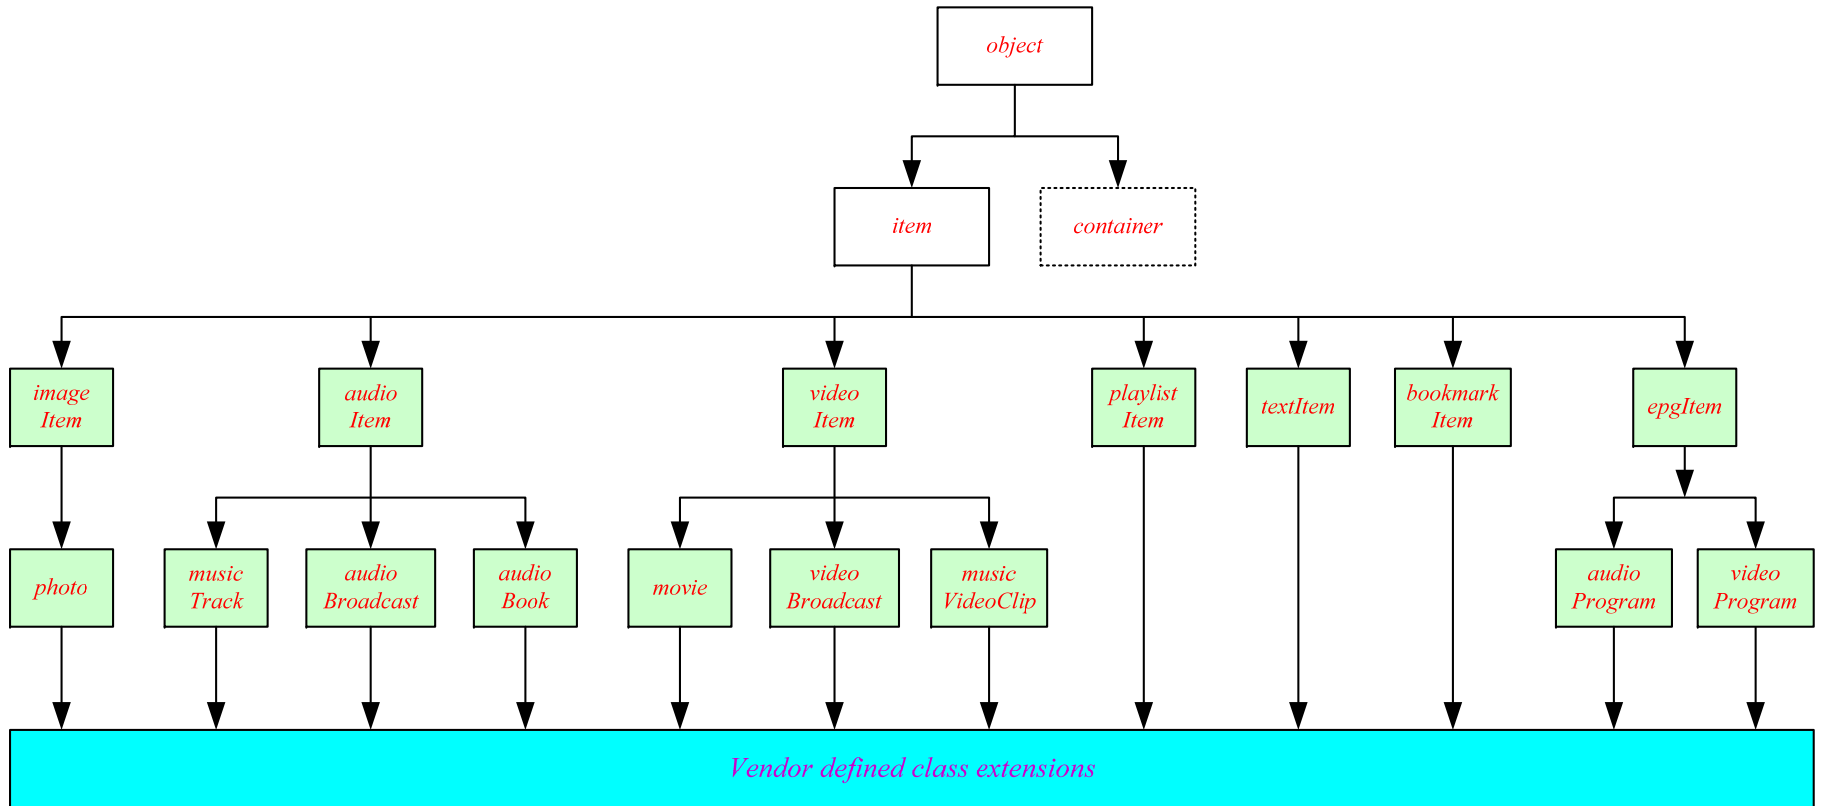 object
item
container
image
Item
audio
Item
video
Item
playlist
Item
textItem
bookmark
Item
epgItem
photo
music
Track
audio
Broadcast
audio
Book
movie
video
Broadcast
music
VideoClip
audio
Program
video
Program
Vendor defined class extensions